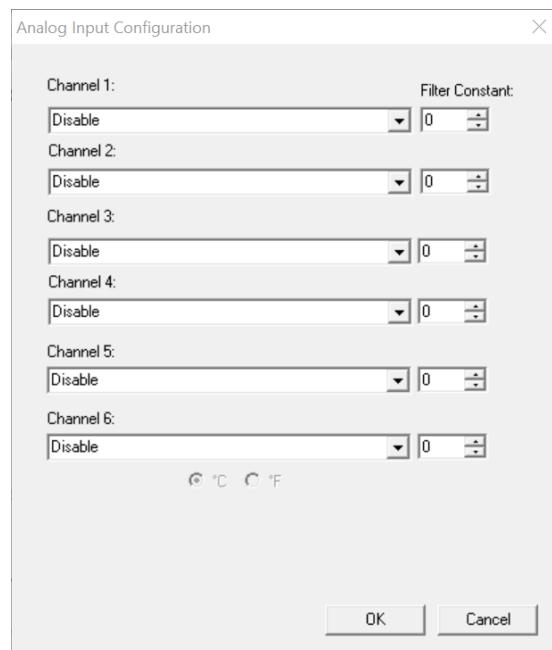 Analog Input Configuration
Channel 1:
Filter Constant:
Disable 0
Channel 2:
Disable 0
Channel 3:
Disable 0
Channel 4:
Disable 0
Channel 5:
Disable 0
Channel 6:
Disable 0
°C °F
OK Cancel